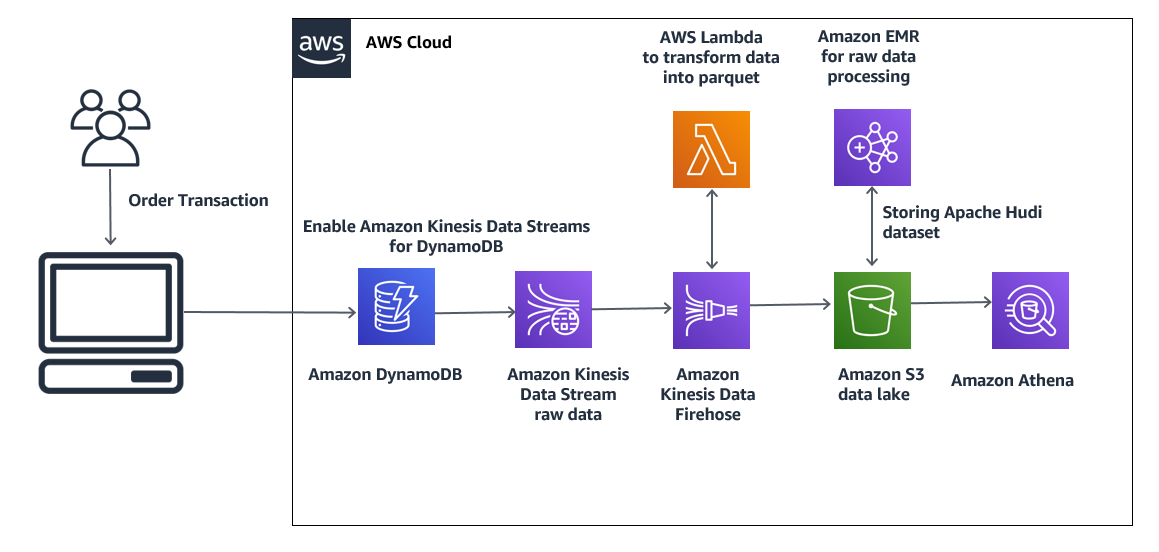 aws
AWS Cloud
AWS Lambda
to transform data
into parquet
Amazon EMR
for raw data
processing
Order Transaction
Enable Amazon Kinesis Data Streams
for DynamoDB
Storing Apache Hudi
dataset
Amazon DynamoDB
Amazon Kinesis
Data Stream
raw data
Amazon
Kinesis Data
Firehose
Amazon S3
data lake
Amazon Athena